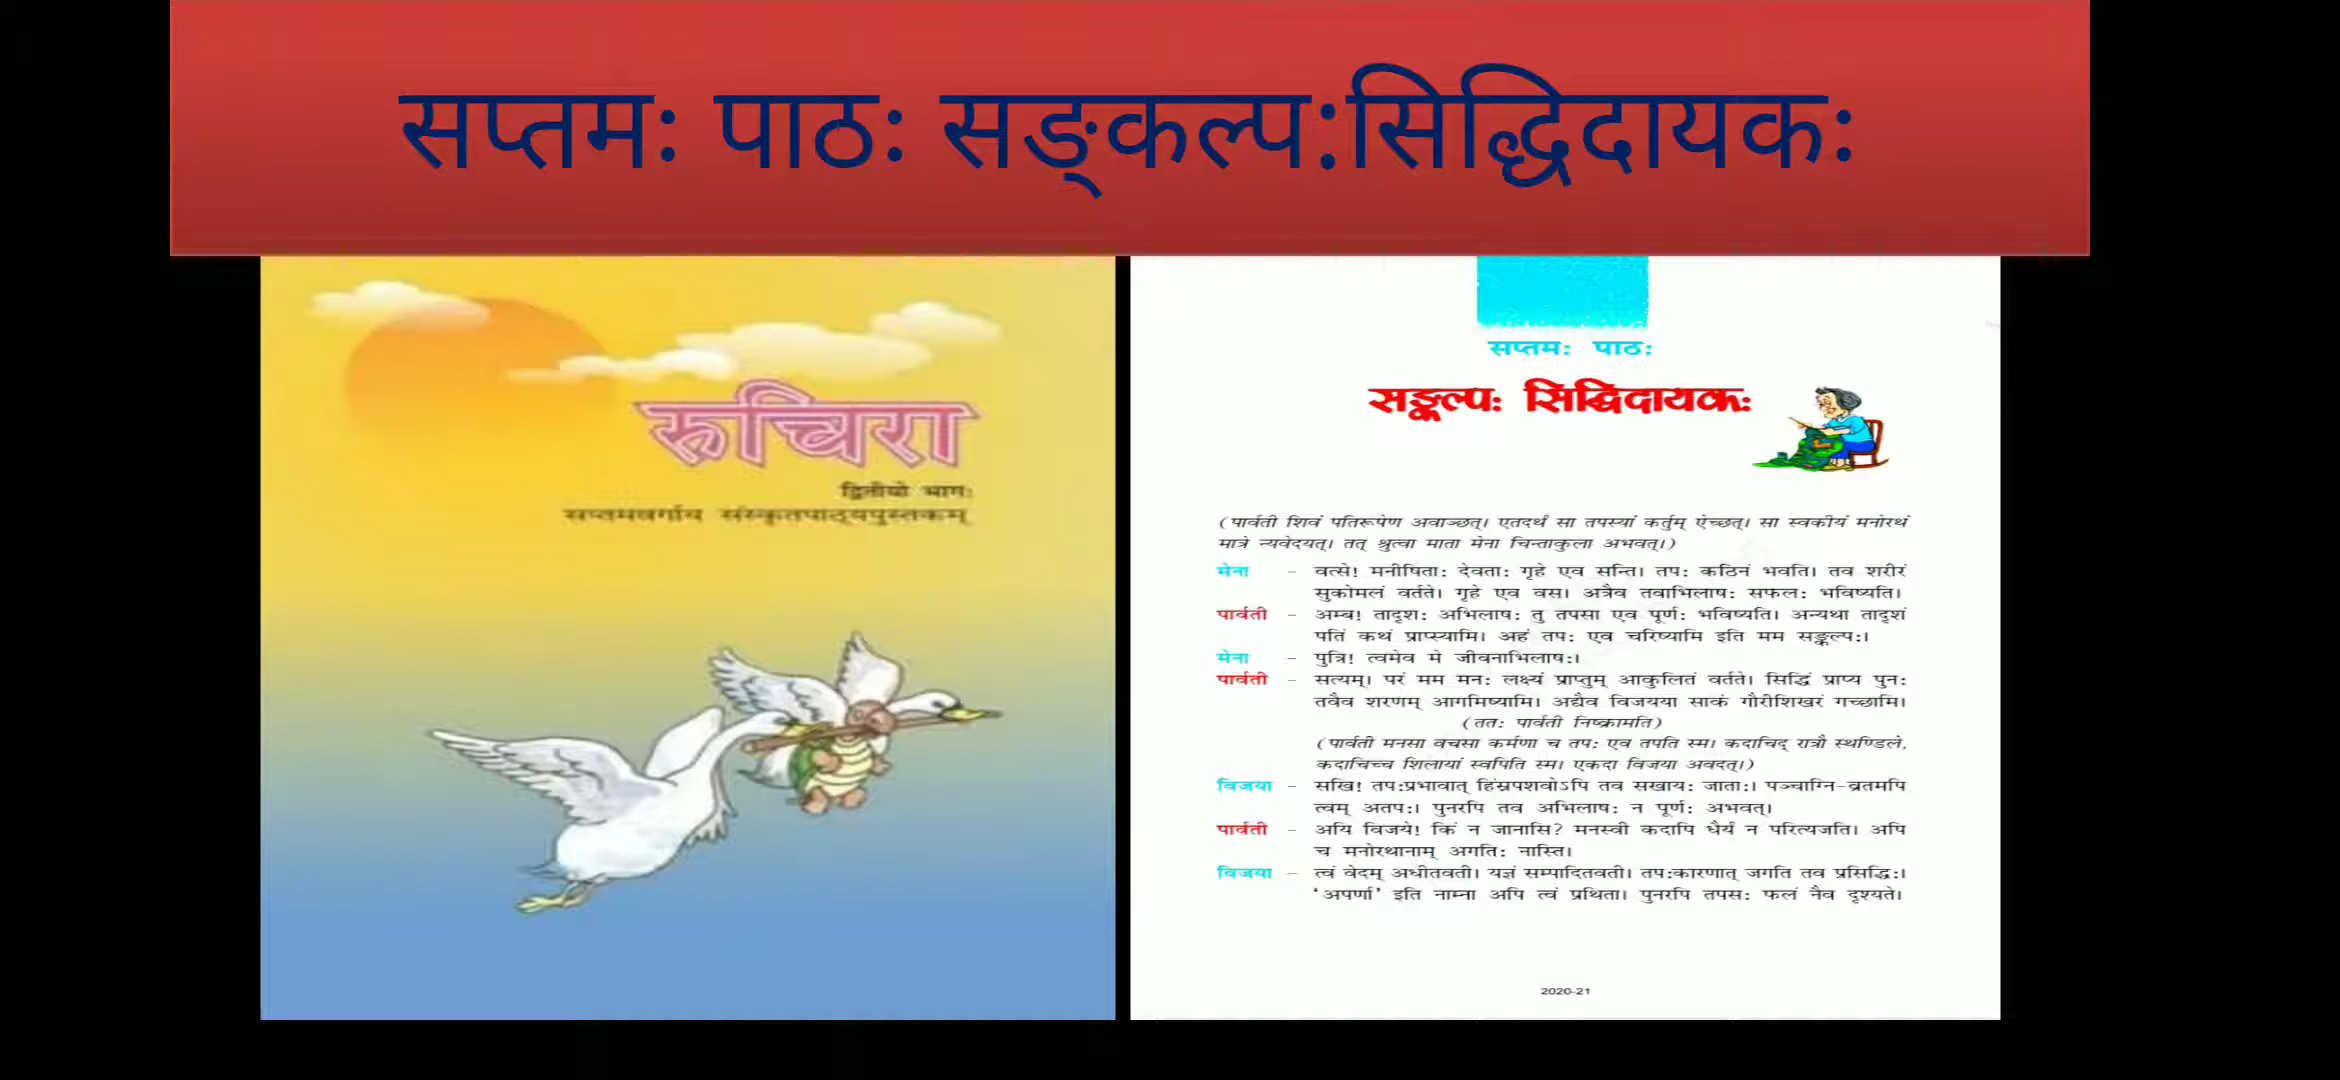 सप्तमः पाठः सङ्कल्प:सिद्धिदायकः
रुचिरा
द्वितीयो भागः
सप्तमवर्गाय संस्कृतपाठ्यपुस्तकम्
सप्तमः पाठः
सङ्कल्पः सिद्धिदायकः
(पार्वती शिवं पतिरूपेण अवाञ्छत्। एतदर्थं सा तपस्यां कर्तुम् ऐच्छत्। सा स्वकीयं मनोरथं
मात्रे न्यवेदयत्। तत् श्रुत्वा माता मेना चिन्ताकुला अभवत्।)
मेना – वत्से! मनीषिताः देवताः गृहे एव सन्ति। तपः कठिनं भवति। तव शरीरं
सुकोमलं वर्तते। गृहे एव वस। अत्रैव तवाभिलाषः सफलः भविष्यति।
पार्वती – अम्ब! तादृशः अभिलाषः तु तपसा एव पूर्णः भविष्यति। अन्यथा तादृशं
पतिं कथं प्राप्स्यामि। अहं तपः एव चरिष्यामि इति मम सङ्कल्पः।
मेना – पुत्रि! त्वमेव मे जीवनाभिलाषः।
पार्वती – सत्यम्। परं मम मनः लक्ष्यं प्राप्तुम् आकुलितं वर्तते। सिद्धिं प्राप्य पुनः
तवैव शरणम् आगमिष्यामि। अद्यैव विजयया साकं गौरीशिखरं गच्छामि।
(ततः पार्वती निष्क्रामति)
(पार्वती मनसा वचसा कर्मणा च तपः एव तपति स्म। कदाचिद् रात्रौ स्थण्डिले,
कदाचिच्च शिलायां स्वपिति स्म। एकदा विजया अवदत्।)
विजया – सखि! तपःप्रभावात् हिंस्रपशवोऽपि तव सखायः जाताः। पञ्चाग्नि-व्रतमपि
त्वम् अतपः। पुनरपि तव अभिलाषः न पूर्णः अभवत्।
पार्वती – अयि विजये! किं न जानासि? मनस्वी कदापि धैर्यं न परित्यजति। अपि
च मनोरथानाम् अगतिः नास्ति।
विजया – त्वं वेदम् अधीतवती। यज्ञं सम्पादितवती। तपःकारणात् जगति तव प्रसिद्धिः।
'अपर्णा' इति नाम्ना अपि त्वं प्रथिता। पुनरपि तपसः फलं नैव दृश्यते।
2020-21